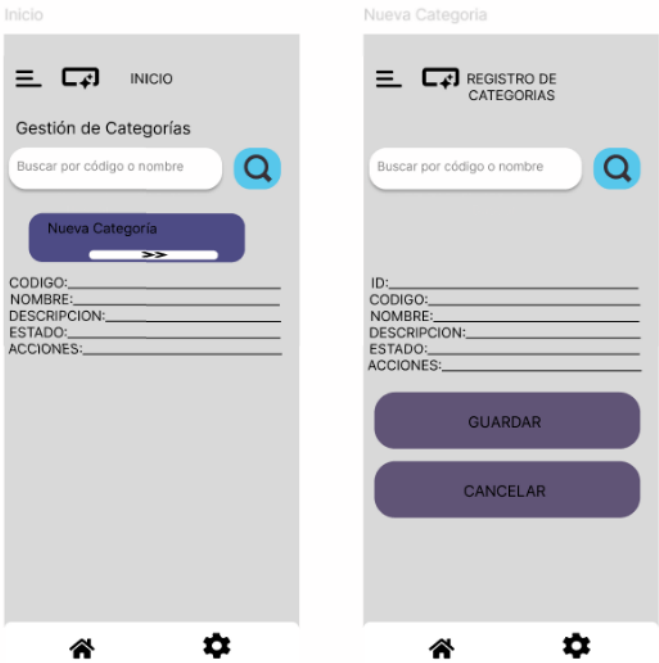 Inicio
INICIO
Gestión de Categorías
Buscar por código o nombre
Nueva Categoría
>>
CODIGO:
NOMBRE:
DESCRIPCION:
ESTADO:
ACCIONES:
Nueva Categoria
REGISTRO DE
CATEGORIAS
Buscar por código o nombre
ID:
CODIGO:
NOMBRE:
DESCRIPCION:
ESTADO:
ACCIONES:
GUARDAR
CANCELAR